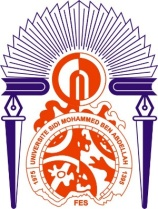 1975 UNIVERSITE SIDI MOHAMMED BEN ABDELLAH 1395
FES